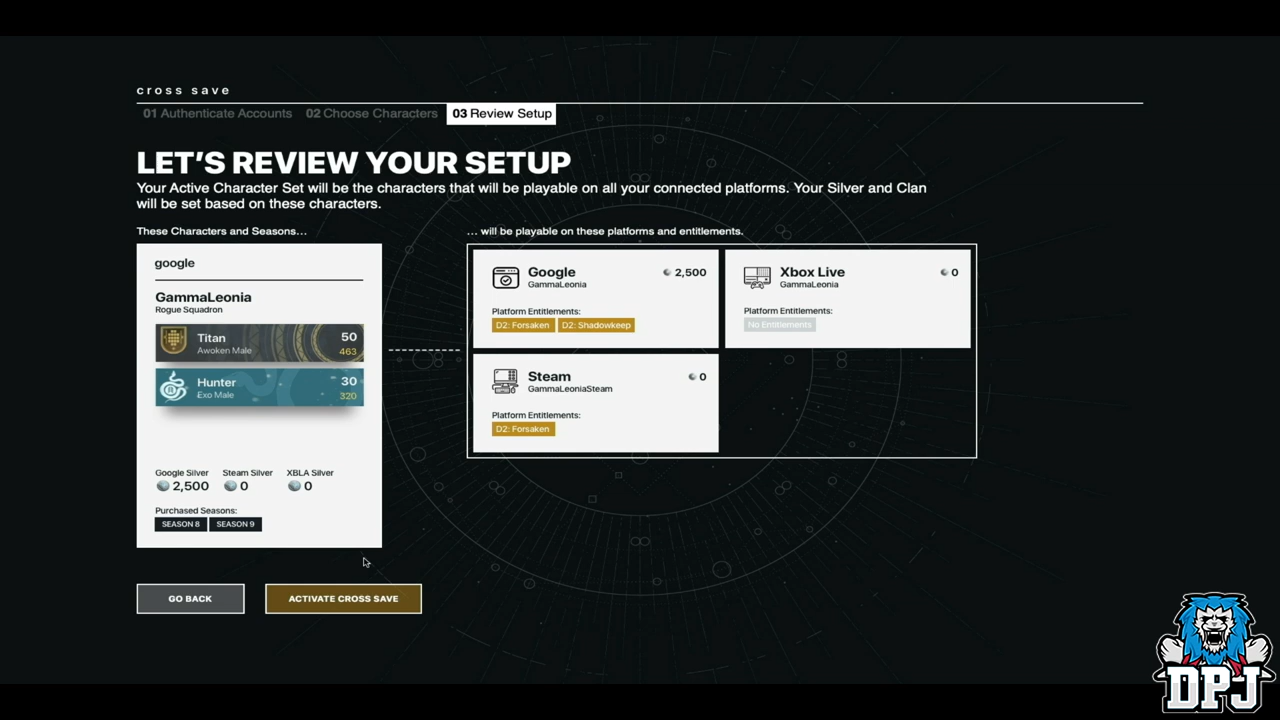 cross save
01 Authenticate Accounts 02 Choose Characters 03 Review Setup
LET'S REVIEW YOUR SETUP
Your Active Character Set will be the characters that will be playable on all your connected platforms. Your Silver and Clan
will be set based on these characters.
These Characters and Seasons...
google
GammaLeonia
Rogue Squadron
Titan 50
Awoken Male 463
Hunter 30
Exo Male 320
Google Silver Steam Silver XBLA Silver
2,500 0 0
Purchased Seasons:
SEASON 8 SEASON 9
... will be playable on these platforms and entitlements.
Google 2,500
GammaLeonia
Platform Entitlements:
D2: Forsaken D2: Shadowkeep
Xbox Live 0
GammaLeonia
Platform Entitlements:
No Entitlements
Steam 0
GammaLeoniaSteam
Platform Entitlements:
D2: Forsaken
GO BACK ACTIVATE CROSS SAVE
DPJ